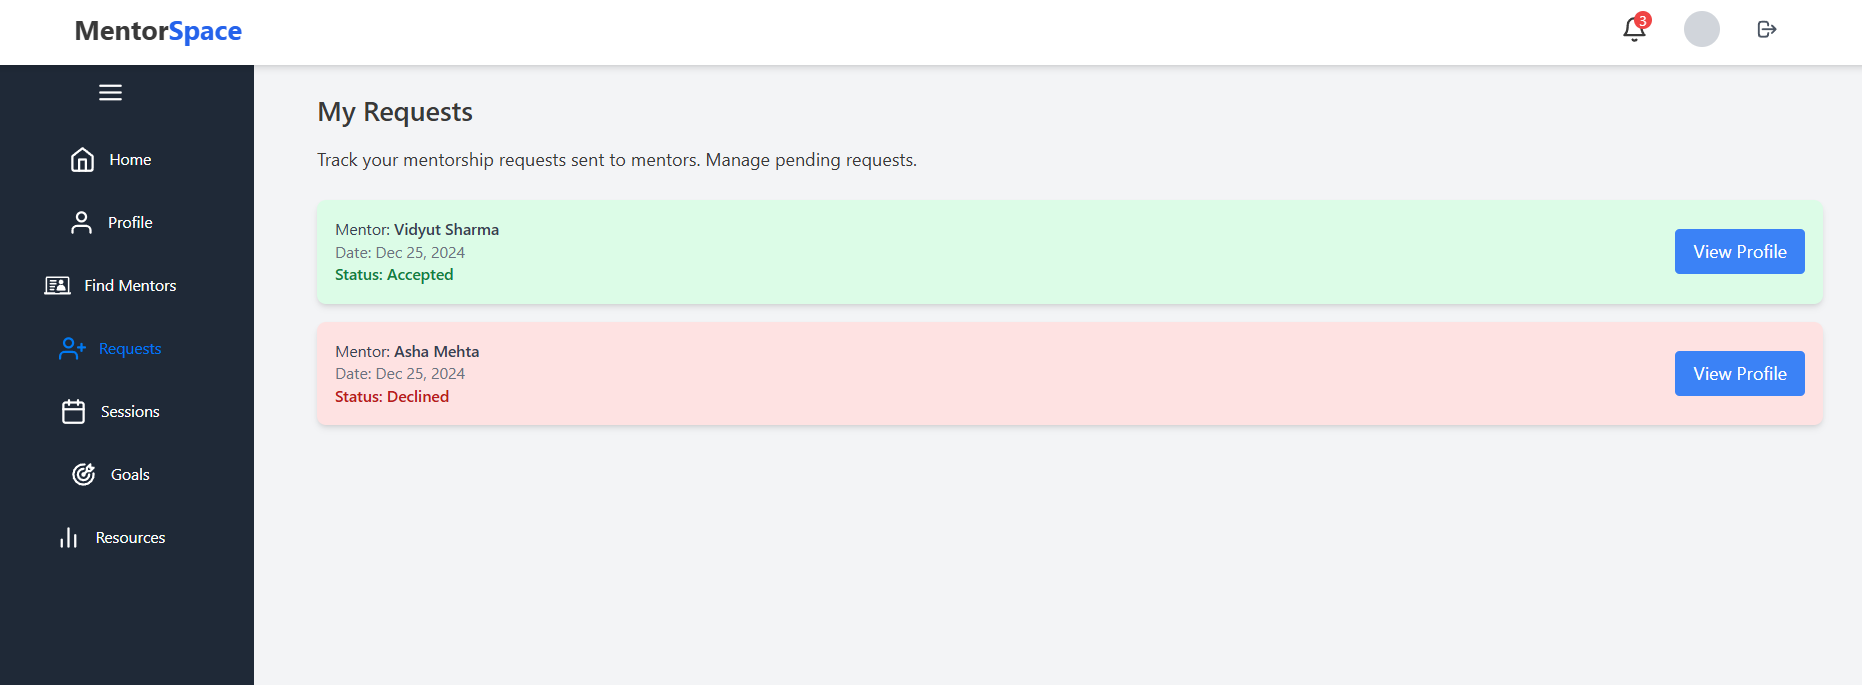 MentorSpace
3
Home
Profile
Find Mentors
Requests
Sessions
Goals
Resources
My Requests
Track your mentorship requests sent to mentors. Manage pending requests.
Mentor: Vidyut Sharma
Date: Dec 25, 2024
Status: Accepted
View Profile
Mentor: Asha Mehta
Date: Dec 25, 2024
Status: Declined
View Profile